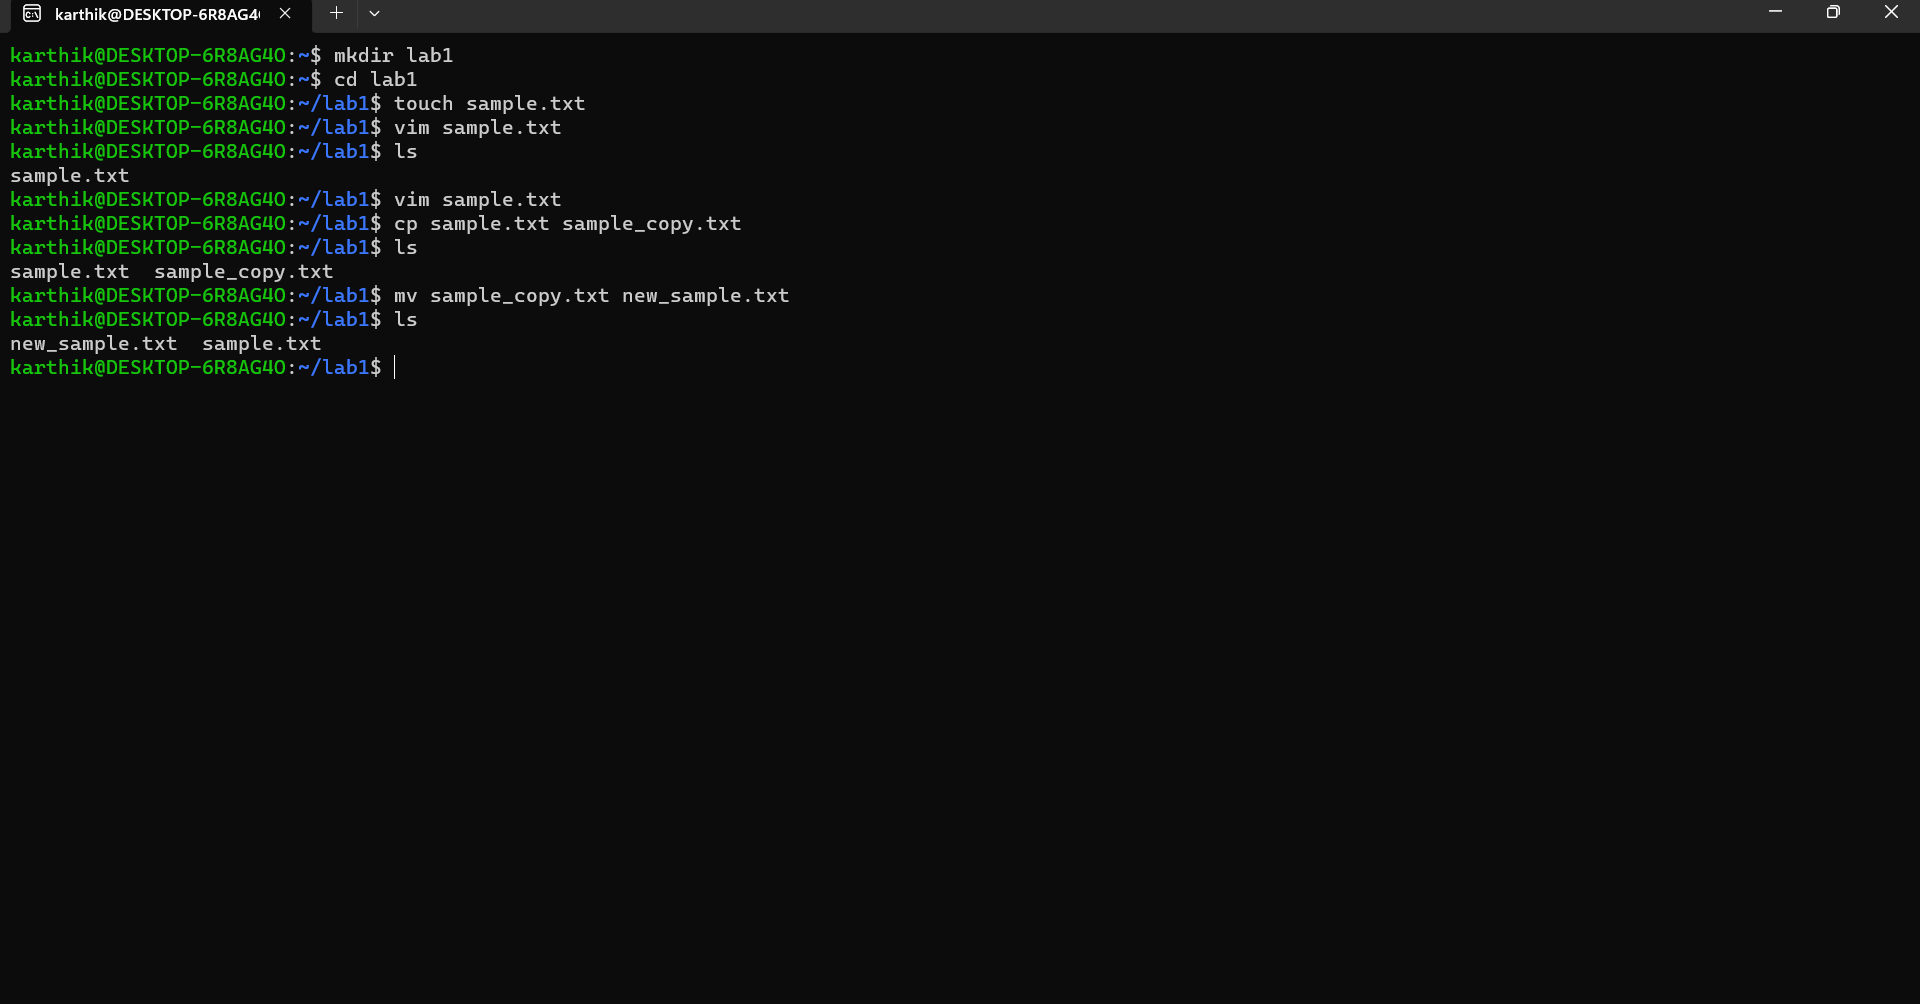 karthik@DESKTOP-6R8AG4
karthik@DESKTOP-6R8AG40:~$ mkdir lab1
karthik@DESKTOP-6R8AG40:~$ cd lab1
karthik@DESKTOP-6R8AG40:~/lab1$ touch sample.txt
karthik@DESKTOP-6R8AG40:~/lab1$ vim sample.txt
karthik@DESKTOP-6R8AG40:~/lab1$ ls
sample.txt
karthik@DESKTOP-6R8AG40:~/lab1$ vim sample.txt
karthik@DESKTOP-6R8AG40:~/lab1$ cp sample.txt sample_copy.txt
karthik@DESKTOP-6R8AG40:~/lab1$ ls
sample.txt  sample_copy.txt
karthik@DESKTOP-6R8AG40:~/lab1$ mv sample_copy.txt new_sample.txt
karthik@DESKTOP-6R8AG40:~/lab1$ ls
new_sample.txt  sample.txt
karthik@DESKTOP-6R8AG40:~/lab1$